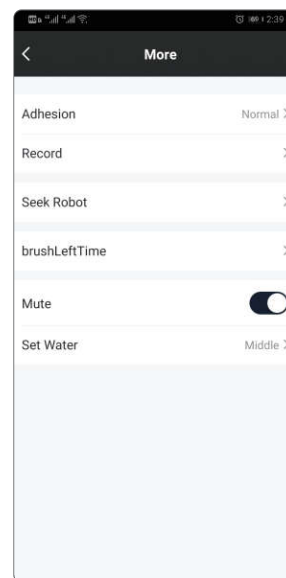 2:39
More
Adhesion Normal
Record
Seek Robot
brushLeftTime
Mute
Set Water Middle